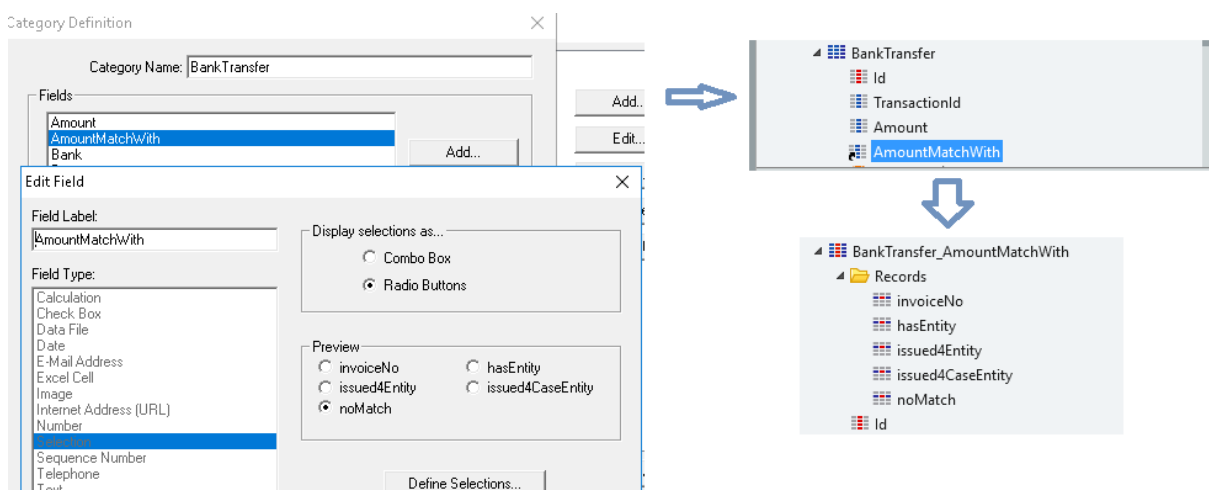 Category Definition
Category Name: BankTransfer
Fields
Amount
AmountMatchWith
Bank
Add...
Add..
Edit...
Edit Field
Field Label:
AmountMatchWith
Field Type:
Calculation
Check Box
Data File
Date
E-Mail Address
Excel Cell
Image
Internet Address (URL)
Number
Selection
Sequence Number
Telephone
Text
Display selections as...
Combo Box
Radio Buttons
Preview
invoiceNo
hasEntity
issued4Entity
issued4CaseEntity
noMatch
Define Selections...
BankTransfer
Id
TransactionId
Amount
AmountMatchWith
BankTransfer_AmountMatchWith
Records
invoiceNo
hasEntity
issued4Entity
issued4CaseEntity
noMatch
Id